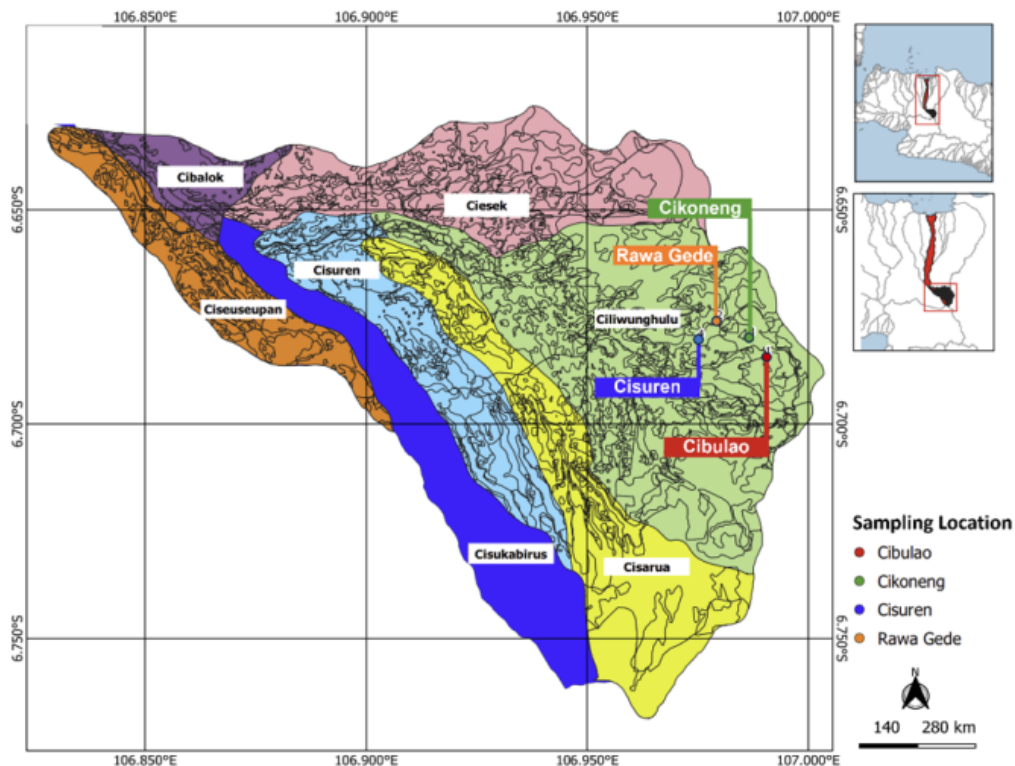 106.850°E 106.900°E 106.950°E 107.000°E
Cibalok
Ciesek
Cikoneng
6.650°S
6.650°S
Rawa Gede
Cisuren
Ciseuseupan
Ciliwunghulu
Cisuren
6.700°S
6.700°S
Cibulao
Cisukabirus
Cisarua
6.750°S
6.750°S
106.850°E 106.900°E 106.950°E 107.000°E
Sampling Location
Cibulao
Cikoneng
Cisuren
Rawa Gede
N
140 280 km